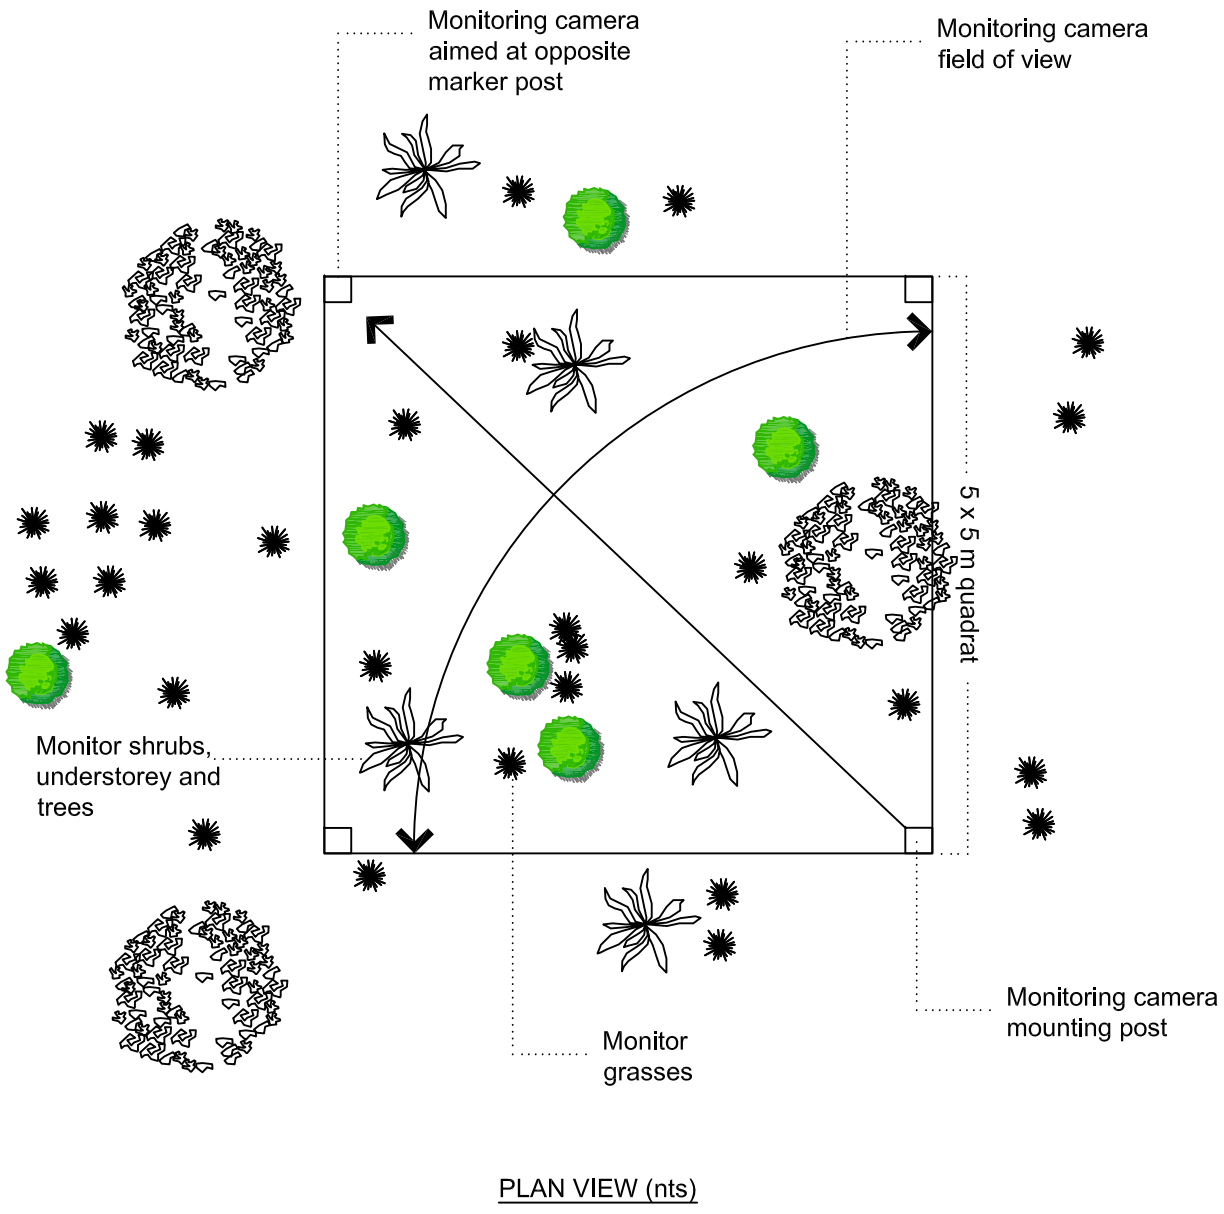 Monitoring camera
aimed at opposite
marker post
Monitoring camera
field of view
5 x 5 m quadrat
Monitor shrubs,
understorey and
trees
Monitoring camera
mounting post
Monitor
grasses
PLAN VIEW (nts)